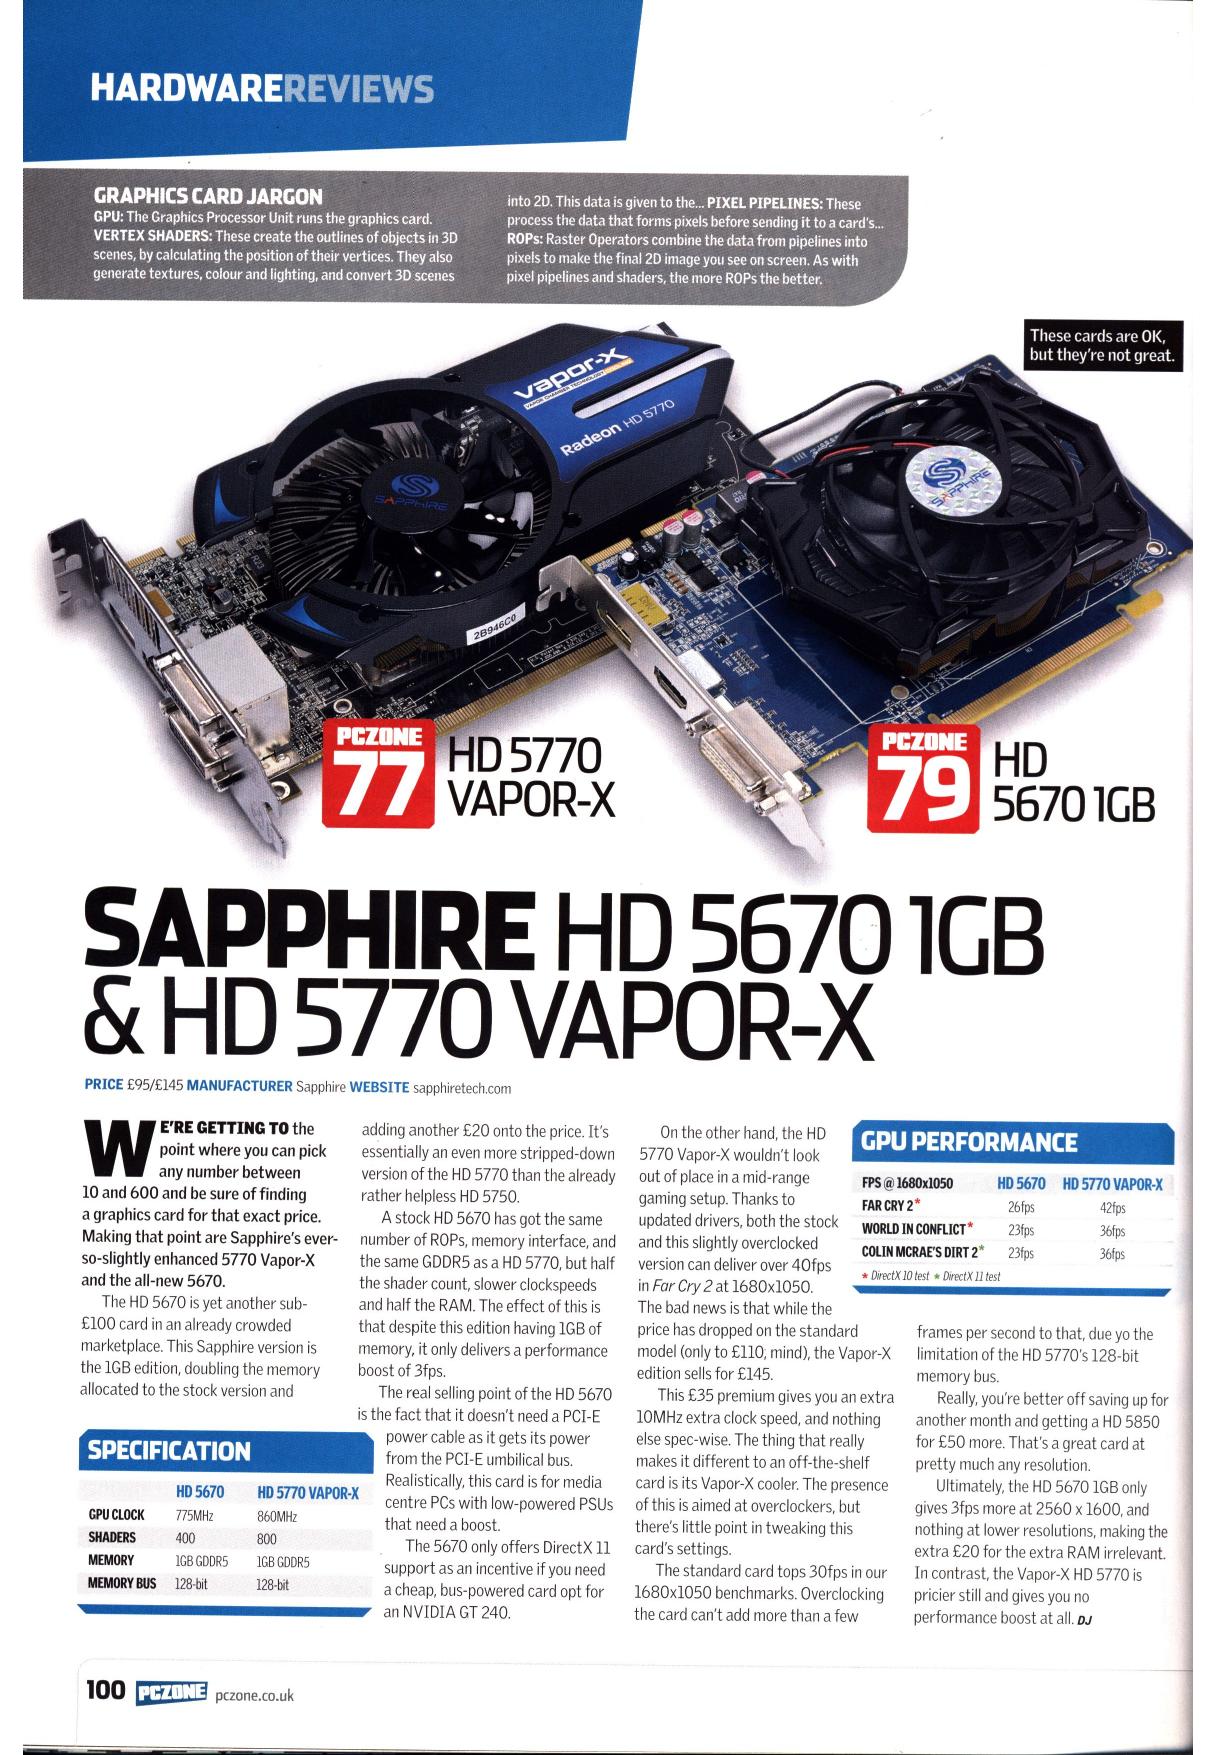 HARDWAREREVIEWS
GRAPHICS CARD JARGON
GPU: The Graphics Processor Unit runs the graphics card.
VERTEX SHADERS: These create the outlines of objects in 3D
scenes, by calculating the position of their vertices. They also
generate textures, colour and lighting, and convert 3D scenes
into 2D. This data is given to the... PIXEL PIPELINES: These
process the data that forms pixels before sending it to a card's...
ROPs: Raster Operators combine the data from pipelines into
pixels to make the final 2D image you see on screen. As with
pixel pipelines and shaders, the more ROPs the better.
These cards are OK,
but they're not great.
vapor-x
Radeon HD 5770
SAPPHIRE
SAPPHIRE
2B946C0
PCZONE
77
HD 5770
VAPOR-X
PCZONE
79
HD
5670 1GB
SAPPHIRE HD 5670 1GB
& HD 5770 VAPOR-X
PRICE £95/£145 MANUFACTURER Sapphire WEBSITE sapphiretech.com
WE'RE GETTING TO the
point where you can pick
any number between
10 and 600 and be sure of finding
a graphics card for that exact price.
Making that point are Sapphire's ever-
so-slightly enhanced 5770 Vapor-X
and the all-new 5670.
The HD 5670 is yet another sub-
£100 card in an already crowded
marketplace. This Sapphire version is
the 1GB edition, doubling the memory
allocated to the stock version and
SPECIFICATION
HD 5670 HD 5770 VAPOR-X
GPU CLOCK 775MHz 860MHz
SHADERS 400 800
MEMORY 1GB GDDR5 1GB GDDR5
MEMORY BUS 128-bit 128-bit
adding another £20 onto the price. It's
essentially an even more stripped-down
version of the HD 5770 than the already
rather helpless HD 5750.
A stock HD 5670 has got the same
number of ROPs, memory interface, and
the same GDDR5 as a HD 5770, but half
the shader count, slower clockspeeds
and half the RAM. The effect of this is
that despite this edition having 1GB of
memory, it only delivers a performance
boost of 3fps.
The real selling point of the HD 5670
is the fact that it doesn't need a PCI-E
power cable as it gets its power
from the PCI-E umbilical bus.
Realistically, this card is for media
centre PCs with low-powered PSUs
that need a boost.
The 5670 only offers DirectX 11
support as an incentive if you need
a cheap, bus-powered card opt for
an NVIDIA GT 240.
On the other hand, the HD
5770 Vapor-X wouldn't look
out of place in a mid-range
gaming setup. Thanks to
updated drivers, both the stock
and this slightly overclocked
version can deliver over 40fps
in Far Cry 2 at 1680x1050.
The bad news is that while the
price has dropped on the standard
model (only to £110, mind), the Vapor-X
edition sells for £145.
This £35 premium gives you an extra
10MHz extra clock speed, and nothing
else spec-wise. The thing that really
makes it different to an off-the-shelf
card is its Vapor-X cooler. The presence
of this is aimed at overclockers, but
there's little point in tweaking this
card's settings.
The standard card tops 30fps in our
1680x1050 benchmarks. Overclocking
the card can't add more than a few
GPU PERFORMANCE
FPS @ 1680x1050 HD 5670 HD 5770 VAPOR-X
FAR CRY 2* 26fps 42fps
WORLD IN CONFLICT* 23fps 36fps
COLIN MCRAE'S DIRT 2* 23fps 36fps
* DirectX 10 test * DirectX 11 test
frames per second to that, due yo the
limitation of the HD 5770's 128-bit
memory bus.
Really, you're better off saving up for
another month and getting a HD 5850
for £50 more. That's a great card at
pretty much any resolution.
Ultimately, the HD 5670 1GB only
gives 3fps more at 2560 x 1600, and
nothing at lower resolutions, making the
extra £20 for the extra RAM irrelevant.
In contrast, the Vapor-X HD 5770 is
pricier still and gives you no
performance boost at all. DJ
100 PCZONE pczone.co.uk